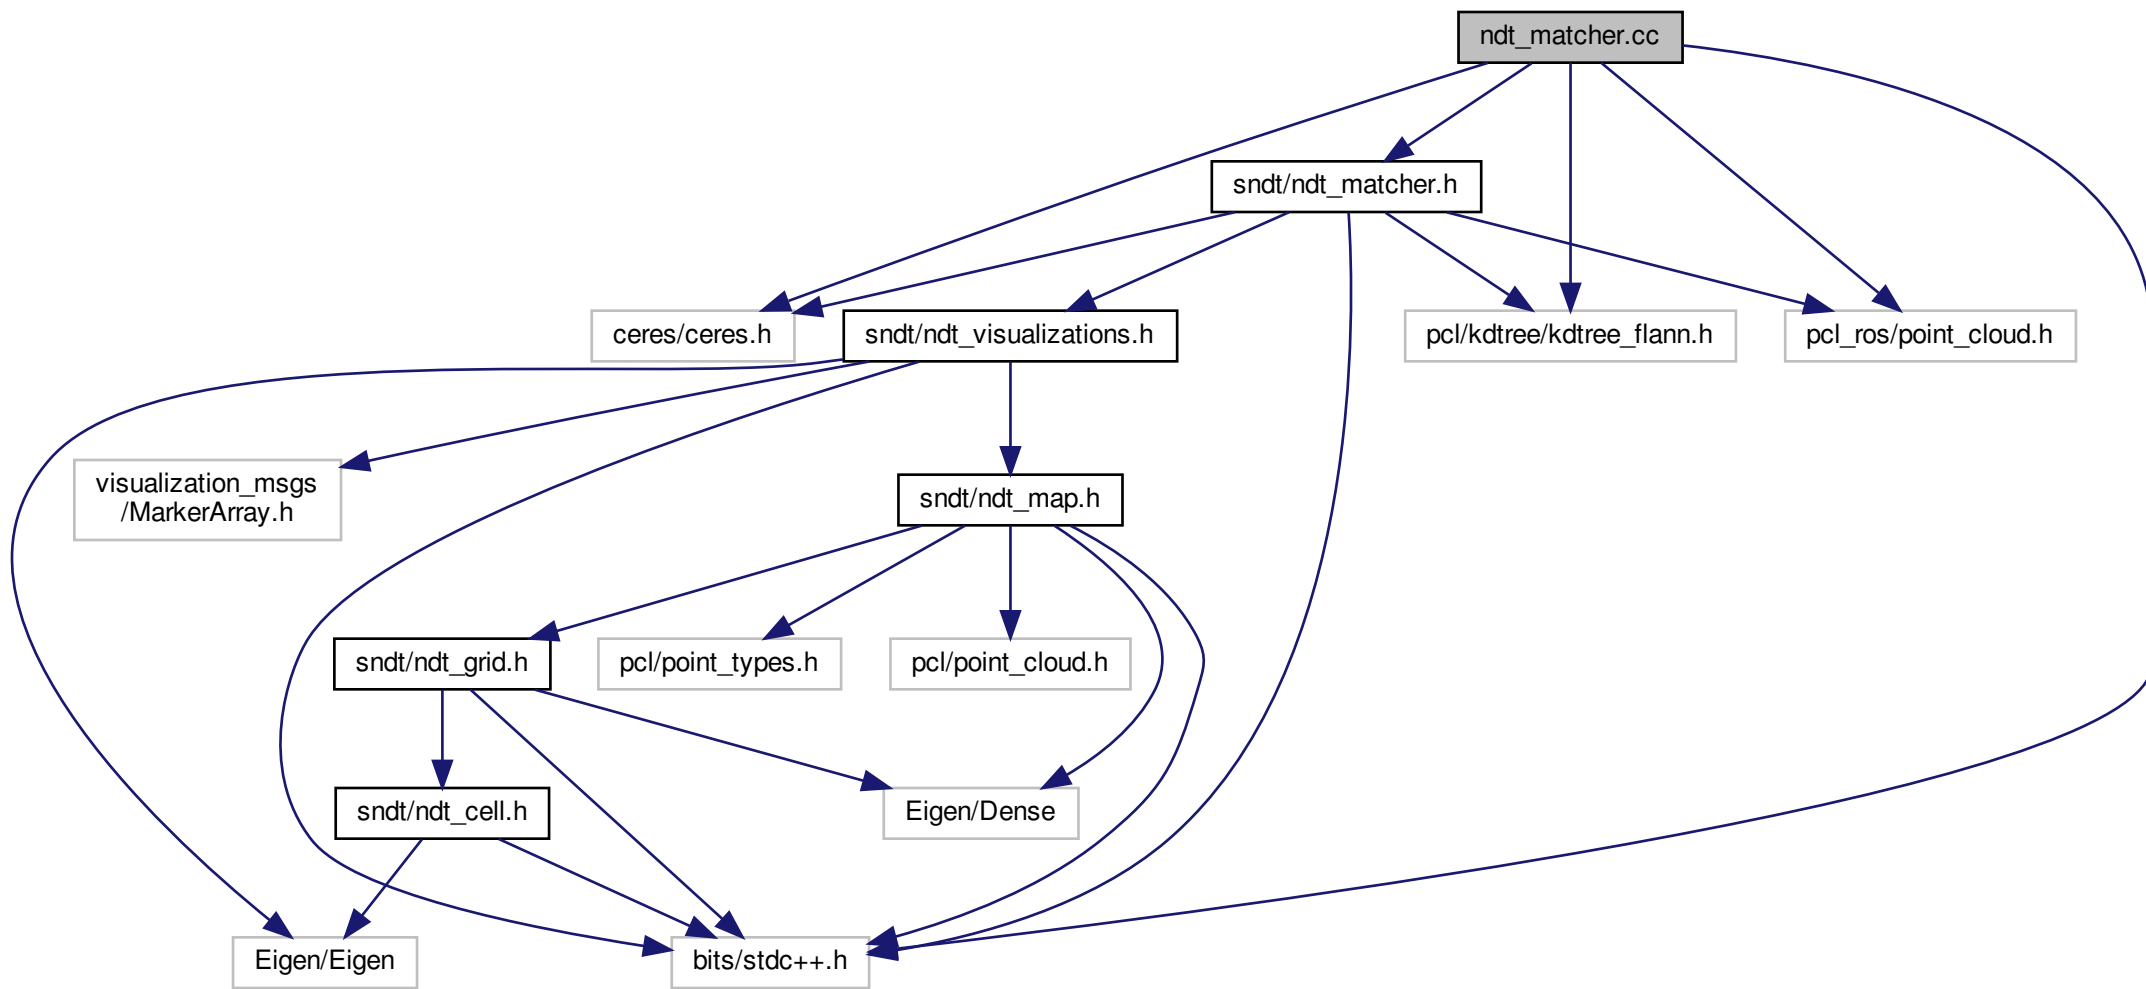 ndt_matcher.cc
sndt/ndt_matcher.h
ceres/ceres.h
sndt/ndt_visualizations.h
pcl/kdtree/kdtree_flann.h
pcl_ros/point_cloud.h
visualization_msgs
/MarkerArray.h
sndt/ndt_map.h
sndt/ndt_grid.h
pcl/point_types.h
pcl/point_cloud.h
sndt/ndt_cell.h
Eigen/Dense
Eigen/Eigen
bits/stdc++.h